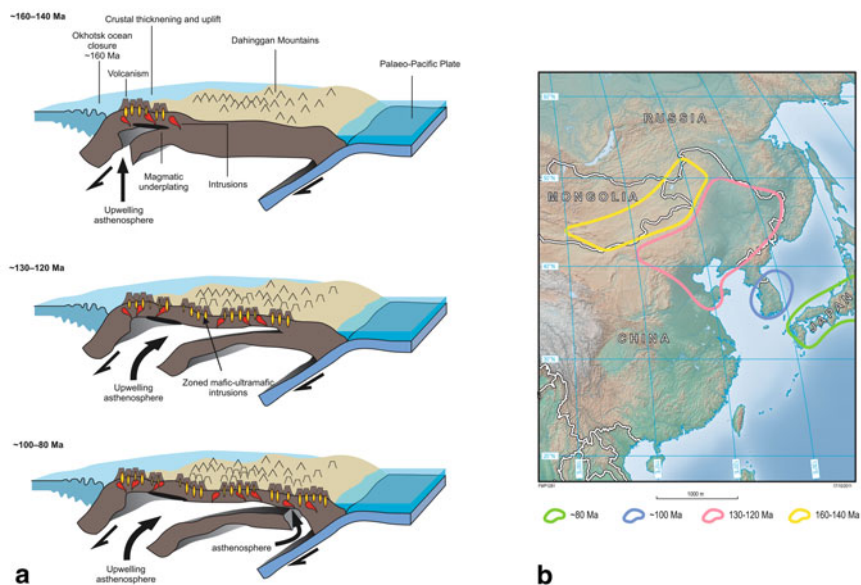 ~160–140 Ma
Crustal thicknening and uplift
Okhotsk ocean
closure
~160 Ma
Volcanism
Dahinggan Mountains
Palaeo-Pacific Plate
Magmatic
underplating
Intrusions
Upwelling
asthenosphere
~130–120 Ma
Upwelling
asthenosphere
Zoned mafic-ultramafic
intrusions
~100–80 Ma
Upwelling
asthenosphere
asthenosphere
a
RUSSIA
MONGOLIA
CHINA
JAPAN
1000 m
~80 Ma
~100 Ma
130-120 Ma
160-140 Ma
b